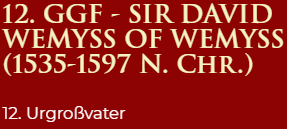 12. GGF - SIR DAVID
WEMYSS OF WEMYSS
(1535-1597 N. CHR.)
12. Urgroßvater